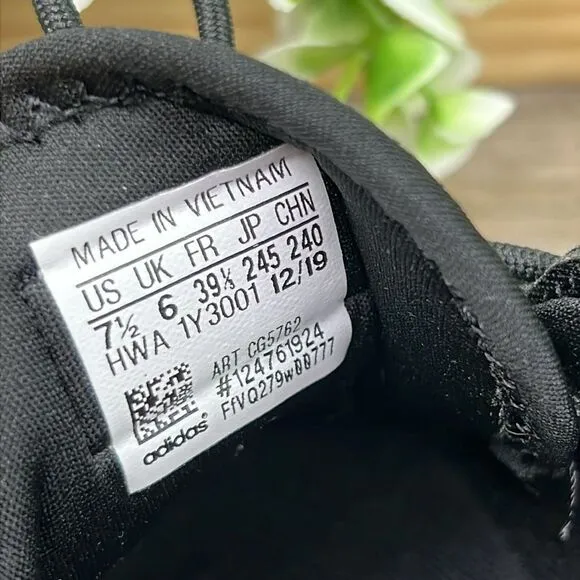 MADE IN VIETNAM
US UK FR JP CHN
7½ 6 39⅓ 245 240
HWA 1Y3001 12/19
ART CG5762
#124761924
FfVQ279w00777
adidas®